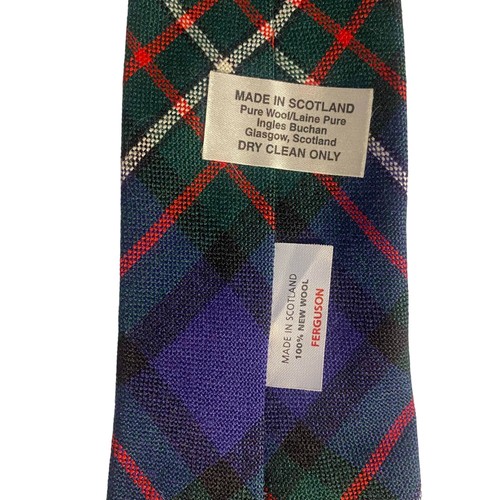 MADE IN SCOTLAND
Pure Wool/Laine Pure
Ingles Buchan
Glasgow, Scotland
DRY CLEAN ONLY
MADE IN SCOTLAND
100% NEW WOOL
FERGUSON